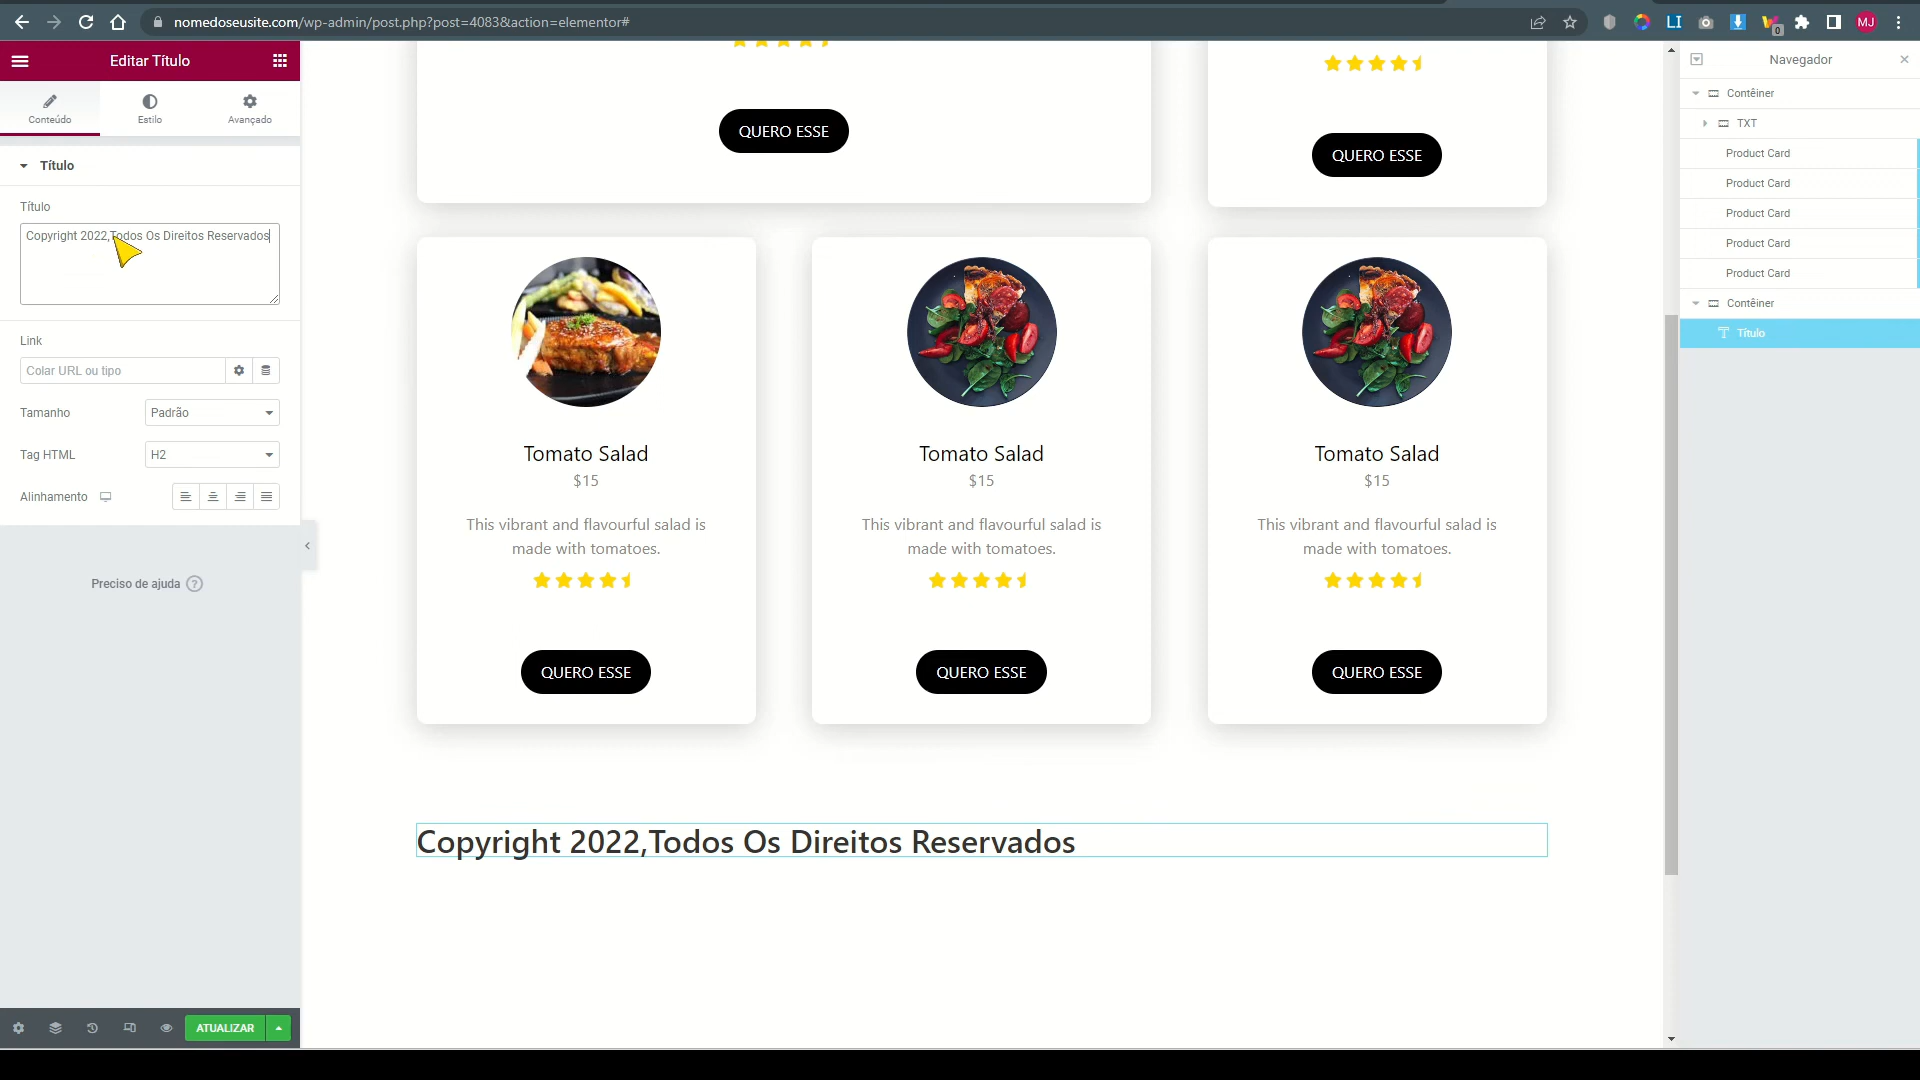 nomedoseusite.com/wp-admin/post.php?post=4083&action=elementor#
LI
0
MJ
Editar Título
Navegador
Conteúdo
Estilo
Avançado
Título
Título
Copyright 2022,Todos Os Direitos Reservados
Link
Colar URL ou tipo
Tamanho
Padrão
Tag HTML
H2
Alinhamento
Preciso de ajuda ?
ATUALIZAR
QUERO ESSE
QUERO ESSE
Tomato Salad
$15
This vibrant and flavourful salad is
made with tomatoes.
QUERO ESSE
Tomato Salad
$15
This vibrant and flavourful salad is
made with tomatoes.
QUERO ESSE
Tomato Salad
$15
This vibrant and flavourful salad is
made with tomatoes.
QUERO ESSE
Copyright 2022,Todos Os Direitos Reservados
Contêiner
TXT
Product Card
Product Card
Product Card
Product Card
Product Card
Contêiner
Título